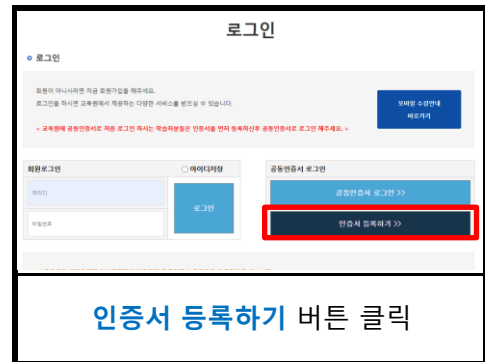 로그인
로그인
회원이 아니시라면 지금 회원가입을 해주세요.
로그인을 하시면 교육원에서 제공하는 다양한 서비스를 받으실 수 있습니다.
모바일 수강안내
바로가기
< 교육원에 공동인증서로 처음 로그인 하시는 학습자분들은 인증서를 먼저 등록하신후 공동인증서로 로그인 해주세요. >
회원로그인
아이디저장
공동인증서 로그인
아이디
로그인
공동인증서 로그인 >>
비밀번호
인증서 등록하기 >>
인증서 등록하기 버튼 클릭